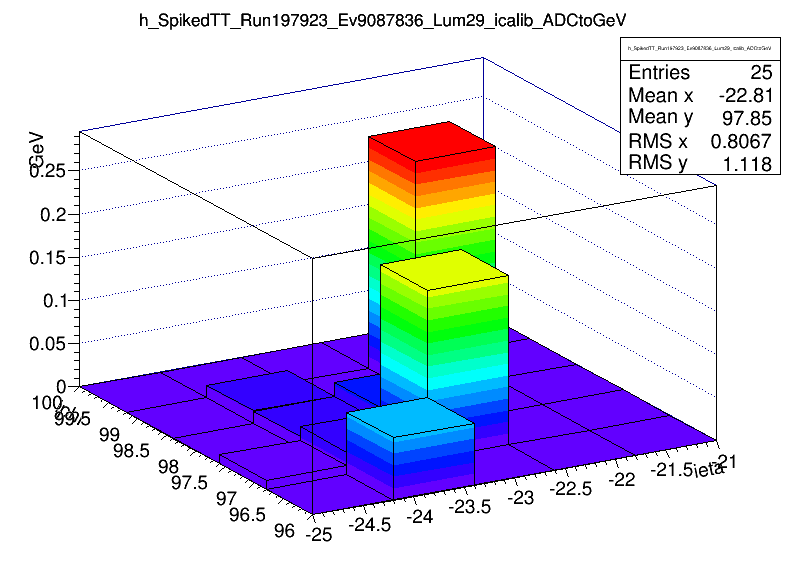 h_SpikedTT_Run197923_Ev9087836_Lum29_icalib_ADCtoGeV
h_SpikedTT_Run197923_Ev9087836_Lum29_icalib_ADCtoGeV
Entries 25
Mean x -22.81
Mean y 97.85
RMS x 0.8067
RMS y 1.118
GeV
0.25
0.2
0.15
0.1
0.05
0
100
99.5
99
98.5
98
97.5
97
96.5
96
-25
-24.5
-24
-23.5
-23
-22.5
-22
-21.5
-21
ieta